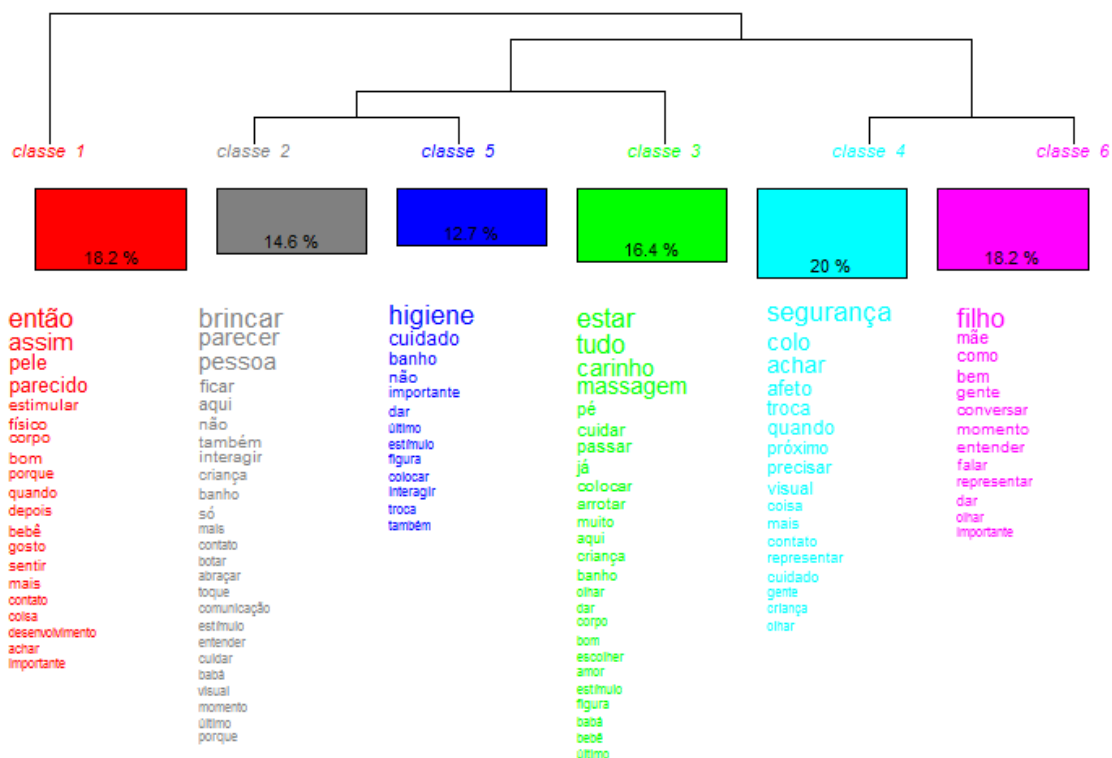 classe 1
classe 2
classe 5
classe 3
classe 4
classe 6
18.2 %
14.6 %
12.7 %
16.4 %
20 %
18.2 %
então
assim
pele
parecido
estimular
físico
corpo
bom
porque
quando
depois
bebê
gosto
sentir
mais
contato
coisa
desenvolvimento
achar
importante
brincar
parecer
pessoa
ficar
aqui
não
também
interagir
criança
banho
só
mais
contato
botar
abraçar
toque
comunicação
estímulo
entender
cuidar
babá
visual
momento
último
porque
higiene
cuidado
banho
não
importante
dar
último
estímulo
figura
colocar
interagir
troca
também
estar
tudo
carinho
massagem
pé
cuidar
passar
já
colocar
arrotar
muito
aqui
criança
banho
olhar
dar
corpo
bom
escolher
amor
estímulo
figura
babá
bebê
último
segurança
colo
achar
afeto
troca
quando
próximo
precisar
visual
coisa
mais
contato
representar
cuidado
gente
criança
olhar
filho
mãe
como
bem
gente
conversar
momento
entender
falar
representar
dar
olhar
importante